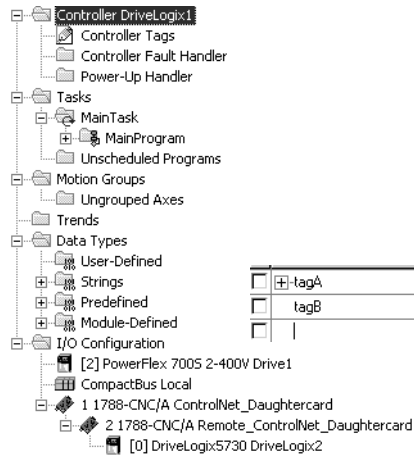 Controller DriveLogix1
Controller Tags
Controller Fault Handler
Power-Up Handler
Tasks
MainTask
MainProgram
Unscheduled Programs
Motion Groups
Ungrouped Axes
Trends
Data Types
User-Defined
Strings
Predefined
Module-Defined
I/O Configuration
[2] PowerFlex 700S 2-400V Drive1
CompactBus Local
1 1788-CNC/A ControlNet_Daughtercard
2 1788-CNC/A Remote_ControlNet_Daughtercard
[0] DriveLogix5730 DriveLogix2
tagA
tagB